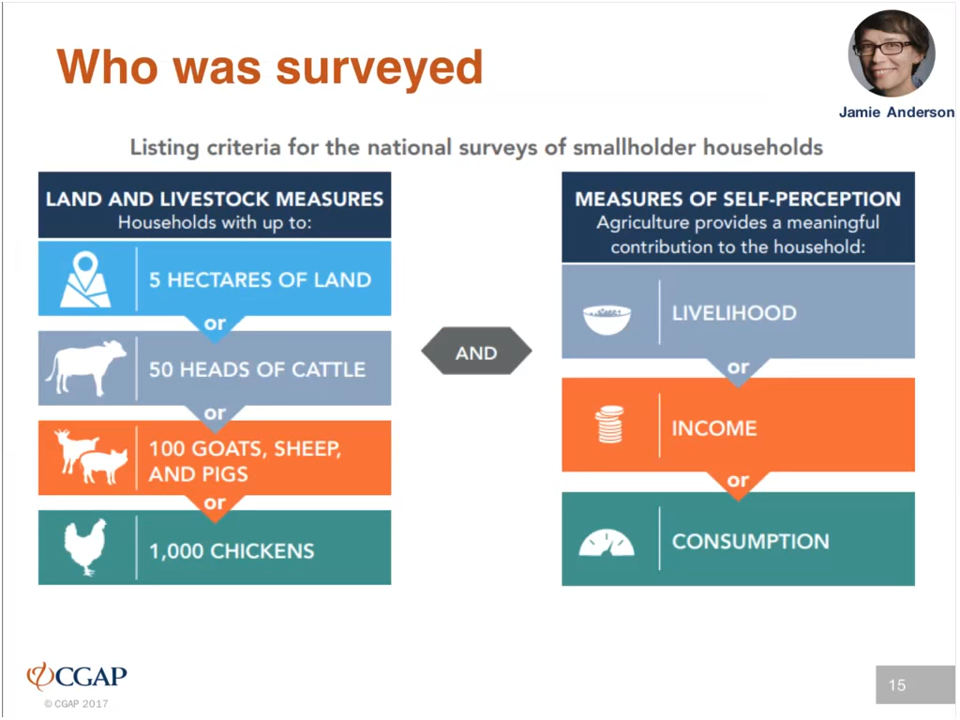 Who was surveyed
Jamie Anderson
Listing criteria for the national surveys of smallholder households
LAND AND LIVESTOCK MEASURES
Households with up to:
5 HECTARES OF LAND
or
50 HEADS OF CATTLE
or
100 GOATS, SHEEP,
AND PIGS
or
1,000 CHICKENS
AND
MEASURES OF SELF-PERCEPTION
Agriculture provides a meaningful
contribution to the household:
LIVELIHOOD
or
INCOME
or
CONSUMPTION
CGAP
© CGAP 2017
15